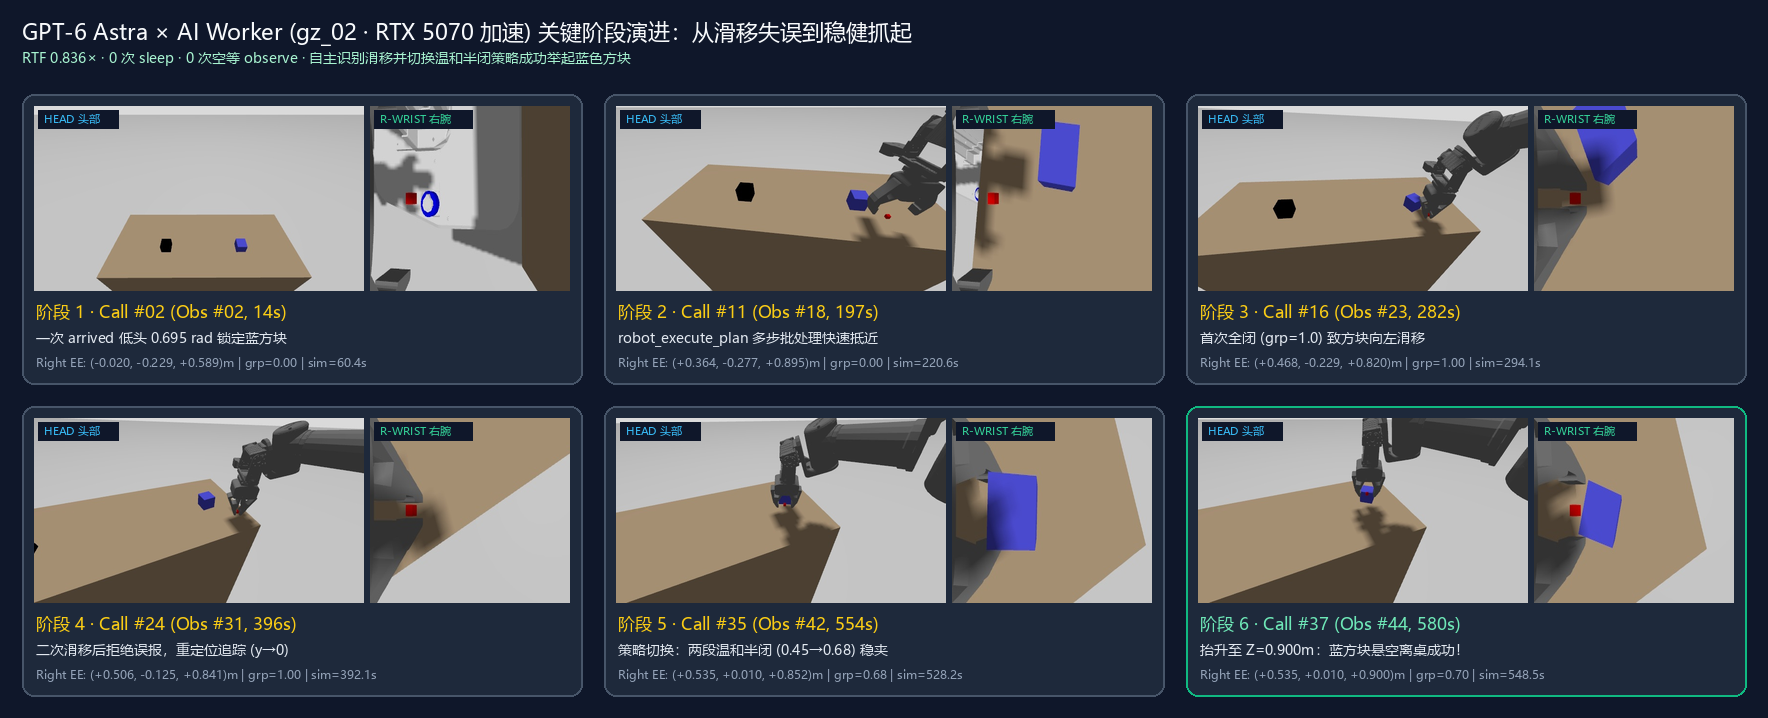 GPT-6 Astra × AI Worker (gz_02 · RTX 5070 加速) 关键阶段演进：从滑移失误到稳健抓起
RTF 0.836× · 0 次 sleep · 0 次空等 observe · 自主识别滑移并切换温和半闭策略成功举起蓝色方块
HEAD 头部
R-WRIST 右腕
阶段 1 · Call #02 (Obs #02, 14s)
一次 arrived 低头 0.695 rad 锁定蓝方块
Right EE: (-0.020, -0.229, +0.589)m | grp=0.00 | sim=60.4s
HEAD 头部
R-WRIST 右腕
阶段 2 · Call #11 (Obs #18, 197s)
robot_execute_plan 多步批处理快速抵近
Right EE: (+0.364, -0.277, +0.895)m | grp=0.00 | sim=220.6s
HEAD 头部
R-WRIST 右腕
阶段 3 · Call #16 (Obs #23, 282s)
首次全闭 (grp=1.0) 致方块向左滑移
Right EE: (+0.468, -0.229, +0.820)m | grp=1.00 | sim=294.1s
HEAD 头部
R-WRIST 右腕
阶段 4 · Call #24 (Obs #31, 396s)
二次滑移后拒绝误报，重定位追踪 (y→0)
Right EE: (+0.506, -0.125, +0.841)m | grp=1.00 | sim=392.1s
HEAD 头部
R-WRIST 右腕
阶段 5 · Call #35 (Obs #42, 554s)
策略切换：两段温和半闭 (0.45→0.68) 稳夹
Right EE: (+0.535, +0.010, +0.852)m | grp=0.68 | sim=528.2s
HEAD 头部
R-WRIST 右腕
阶段 6 · Call #37 (Obs #44, 580s)
抬升至 Z=0.900m：蓝方块悬空离桌成功！
Right EE: (+0.535, +0.010, +0.900)m | grp=0.70 | sim=548.5s